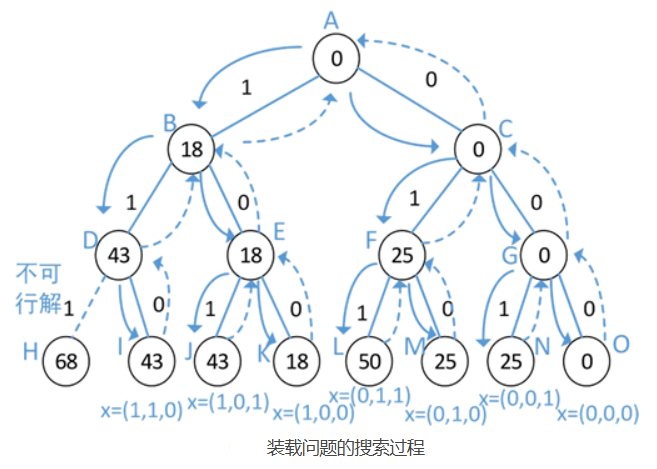 A
0
1
0
B
18
C
0
1
0
1
0
D
43
E
18
F
25
G
0
不可
行解
1
0
1
0
1
0
1
0
H
68
I
43
J
43
K
18
L
50
M
25
25
N
0
O
x=(1,1,0)
x=(1,0,1)
x=(1,0,0)
x=(0,1,1)
x=(0,1,0)
x=(0,0,1)
x=(0,0,0)
装载问题的搜索过程